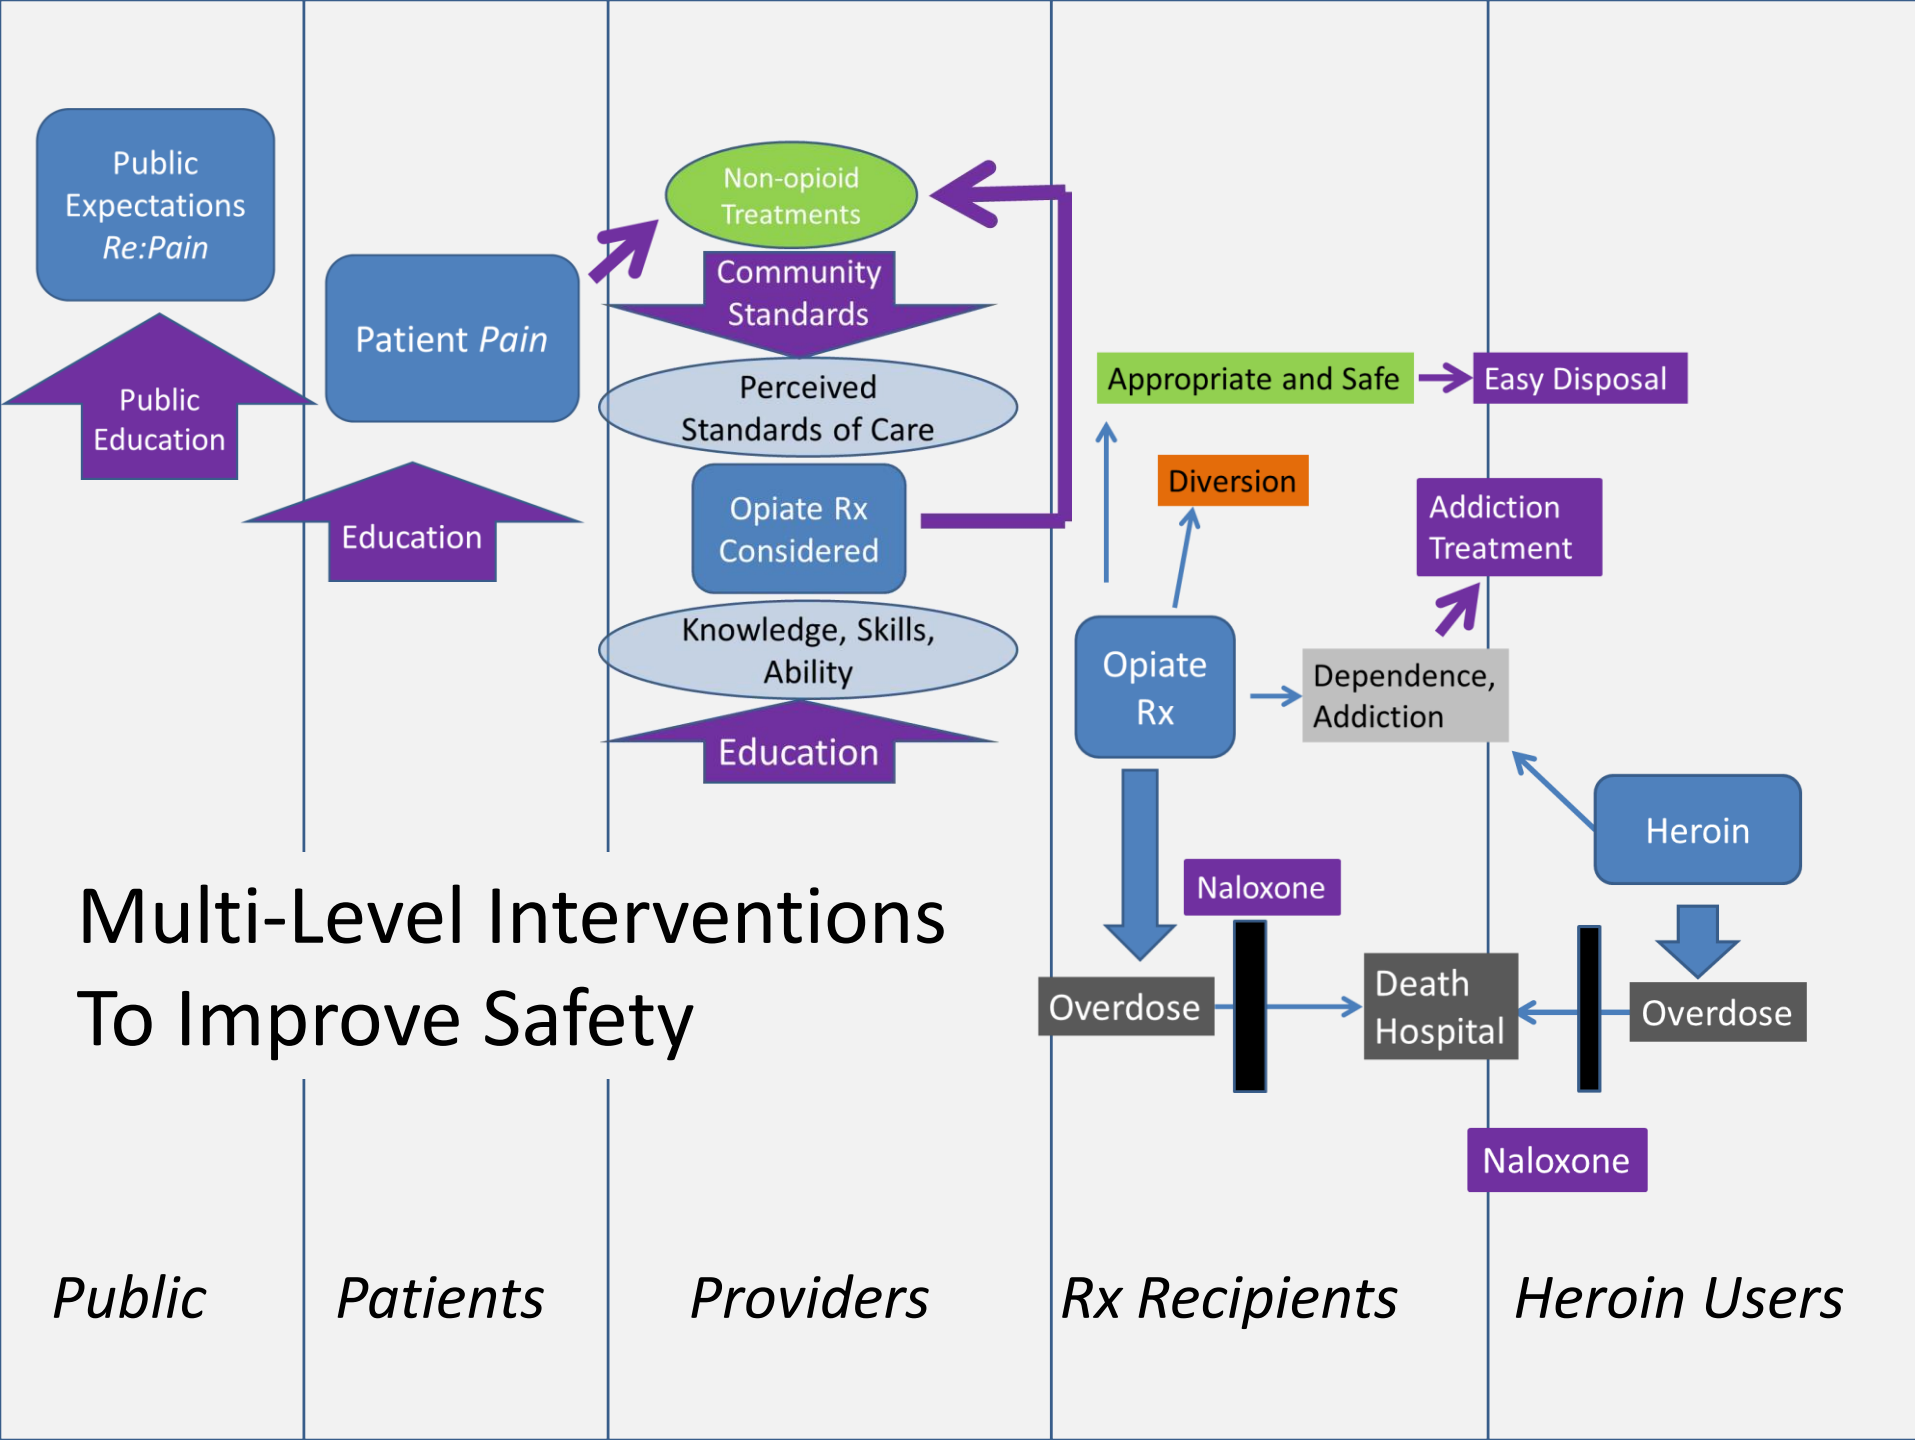 Public
Expectations
Re:Pain
Public
Education
Patient Pain
Education
Non-opioid
Treatments
Community
Standards
Perceived
Standards of Care
Opiate Rx
Considered
Knowledge, Skills,
Ability
Education
Appropriate and Safe
Easy Disposal
Diversion
Addiction
Treatment
Opiate
Rx
Dependence,
Addiction
Heroin
Naloxone
Overdose
Death
Hospital
Overdose
Naloxone
Multi-Level Interventions
To Improve Safety
Public
Patients
Providers
Rx Recipients
Heroin Users